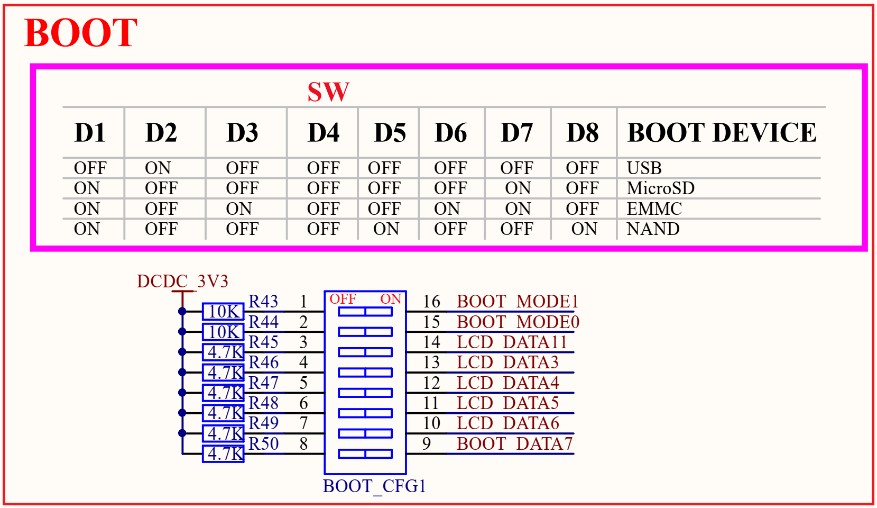 BOOT
SW
D1 D2 D3 D4 D5 D6 D7 D8 BOOT DEVICE
OFF ON OFF OFF OFF OFF OFF OFF USB
ON OFF OFF OFF OFF OFF ON OFF MicroSD
ON OFF ON OFF OFF ON ON OFF EMMC
ON OFF OFF OFF ON OFF OFF ON NAND
DCDC_3V3
OFF ON
10K R43 1 16 BOOT_MODE1
10K R44 2 15 BOOT_MODE0
4.7K R45 3 14 LCD_DATA11
4.7K R46 4 13 LCD_DATA3
4.7K R47 5 12 LCD_DATA4
4.7K R48 6 11 LCD_DATA5
4.7K R49 7 10 LCD_DATA6
4.7K R50 8 9 BOOT_DATA7
BOOT_CFG1